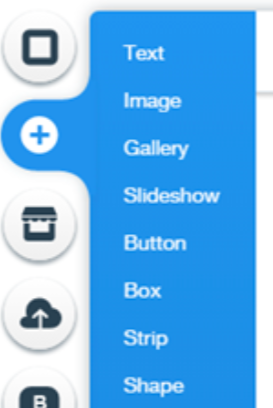 Text
Image
Gallery
Slideshow
Button
Box
Strip
Shape
B